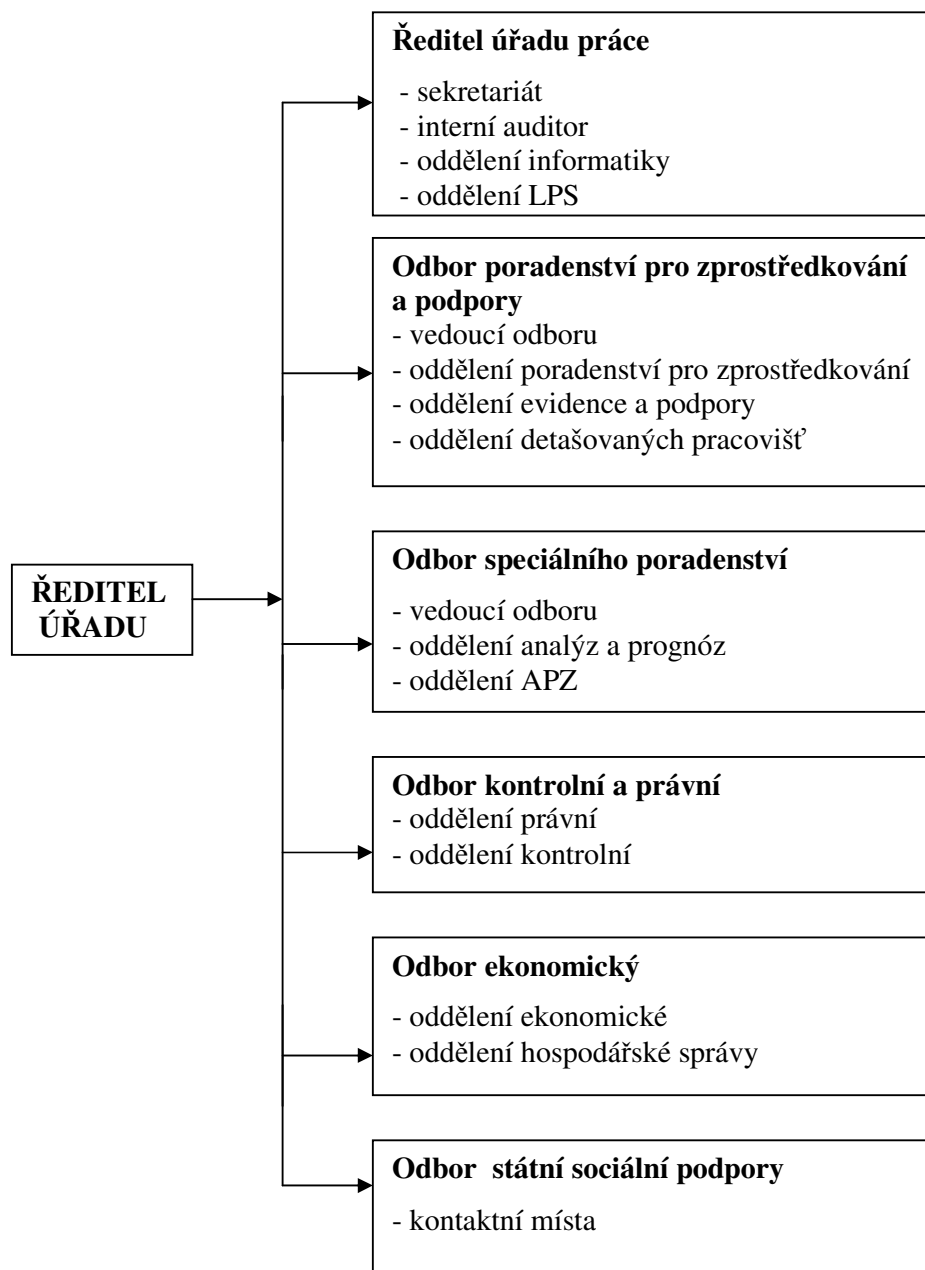 Ředitel úřadu práce
- sekretariát
- interní auditor
- oddělení informatiky
- oddělení LPS
Odbor poradenství pro zprostředkování
a podpory
- vedoucí odboru
- oddělení poradenství pro zprostředkování
- oddělení evidence a podpory
- oddělení detašovaných pracovišť
ŘEDITEL
ÚŘADU
Odbor speciálního poradenství
- vedoucí odboru
- oddělení analýz a prognóz
- oddělení APZ
Odbor kontrolní a právní
- oddělení právní
- oddělení kontrolní
Odbor ekonomický
- oddělení ekonomické
- oddělení hospodářské správy
Odbor státní sociální podpory
- kontaktní místa